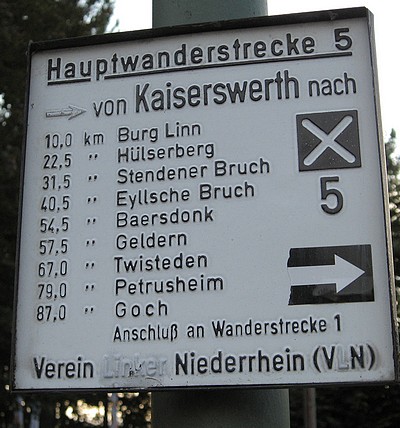 Hauptwanderstrecke 5
von Kaiserswerth nach
10,0 km Burg Linn
22,5 " Hülserberg
31,5 " Stendener Bruch
40,5 " Eyllsche Bruch
54,5 " Baersdonk
57,5 " Geldern
67,0 " Twisteden
79,0 " Petrusheim
87,0 " Goch
5
Anschluß an Wanderstrecke 1
Verein Linker Niederrhein (VLN)